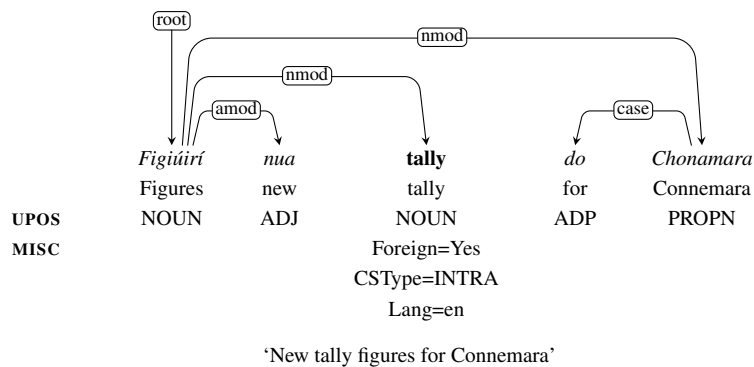 root
nmod
nmod
amod
case
Figiúirí nua tally do Chonamara
Figures new tally for Connemara
UPOS NOUN ADJ NOUN ADP PROPN
MISC Foreign=Yes
CSType=INTRA
Lang=en
‘New tally figures for Connemara’